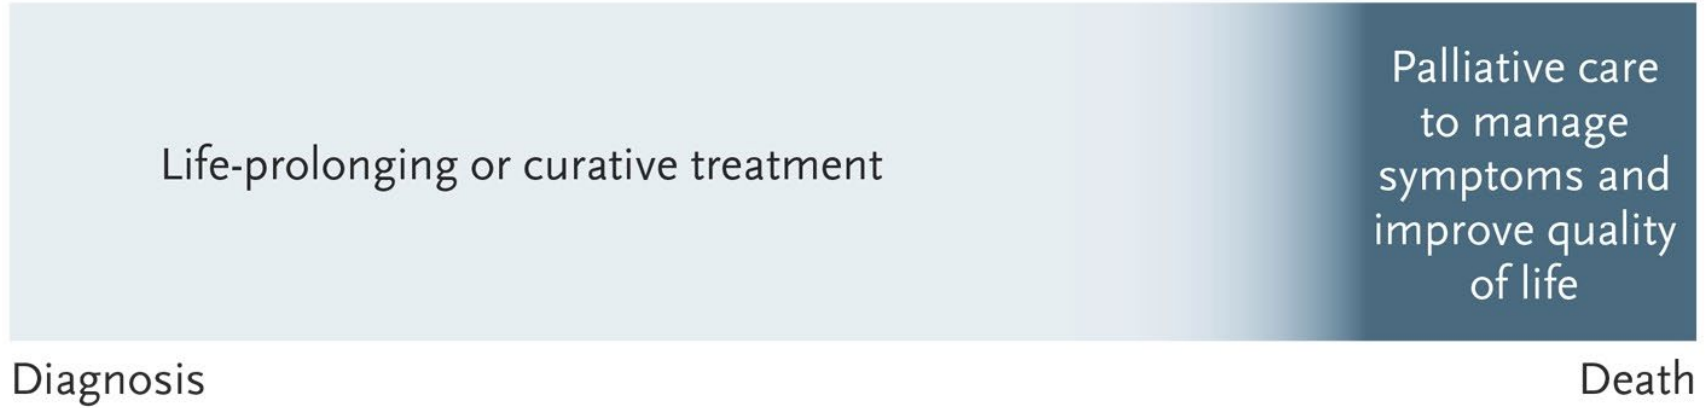 Palliative care
to manage
symptoms and
improve quality
of life
Life-prolonging or curative treatment
Diagnosis
Death